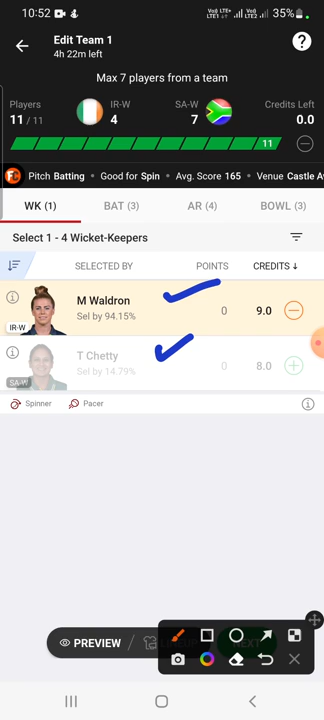 10:52 35%
Edit Team 1
4h 22m left
Max 7 players from a team
Players IR-W SA-W Credits Left
11 / 11 4 7 0.0
11
FC Pitch Batting • Good for Spin • Avg. Score 165 • Venue Castle Av
WK (1) BAT (3) AR (4) BOWL (3)
Select 1 - 4 Wicket-Keepers
SELECTED BY POINTS CREDITS ↓
M Waldron 0 9.0
Sel by 94.15%
IR-W
T Chetty 0 8.0
Sel by 14.79%
SA-W
Spinner Pacer
PREVIEW